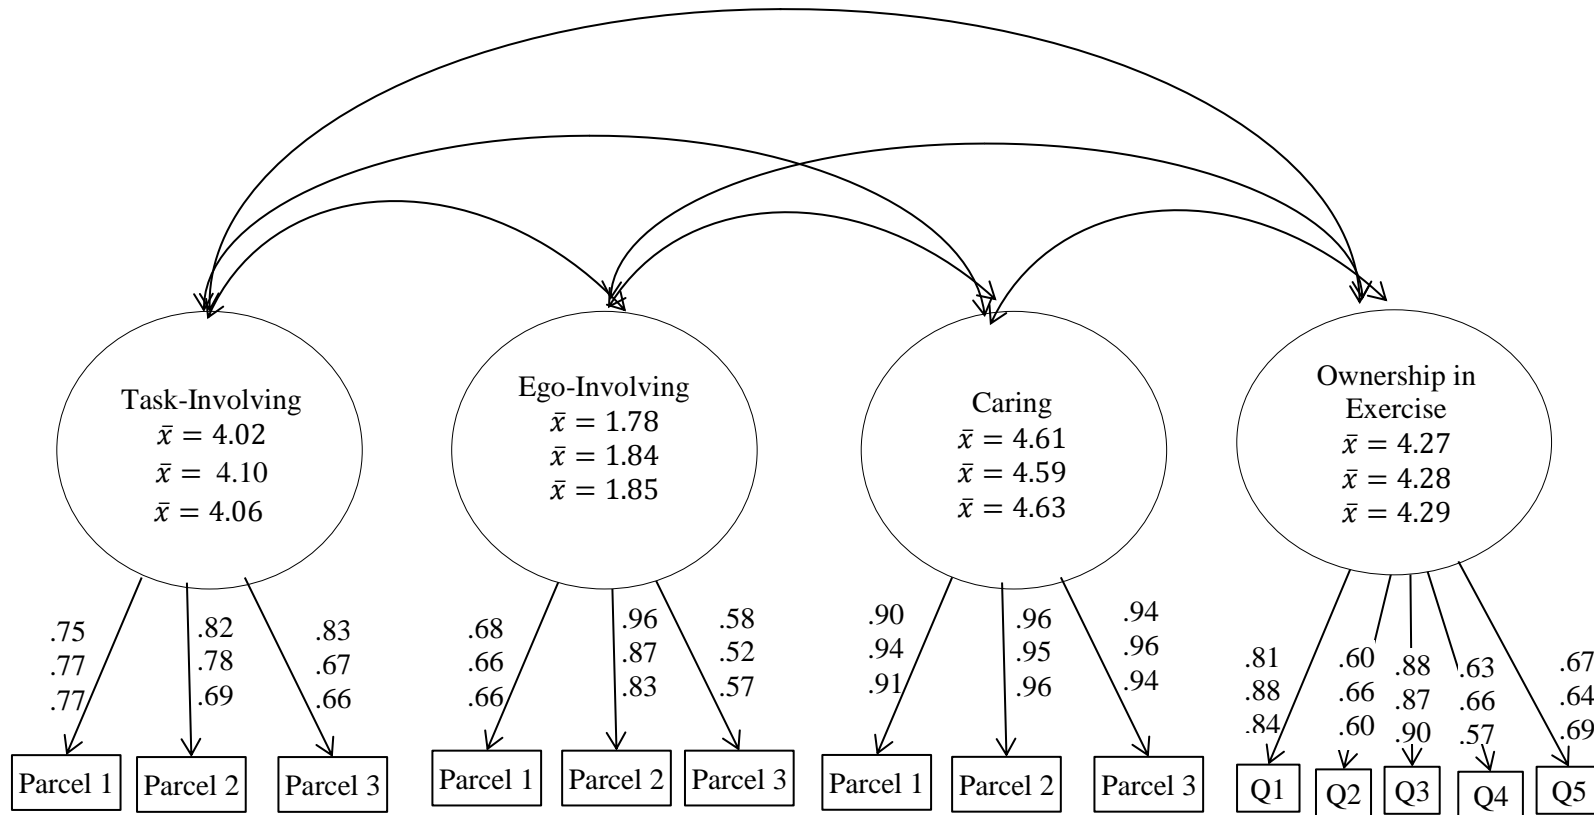 Task-Involving
x̄ = 4.02
x̄ = 4.10
x̄ = 4.06
Ego-Involving
x̄ = 1.78
x̄ = 1.84
x̄ = 1.85
Caring
x̄ = 4.61
x̄ = 4.59
x̄ = 4.63
Ownership in
Exercise
x̄ = 4.27
x̄ = 4.28
x̄ = 4.29
.75
.77
.77
.82
.78
.69
.83
.67
.66
.68
.66
.66
.96
.87
.83
.58
.52
.57
.90
.94
.91
.96
.95
.96
.94
.96
.94
.81
.88
.84
.60
.66
.60
.88
.87
.90
.63
.66
.57
.67
.64
.69
Parcel 1
Parcel 2
Parcel 3
Parcel 1
Parcel 2
Parcel 3
Parcel 1
Parcel 2
Parcel 3
Q1
Q2
Q3
Q4
Q5